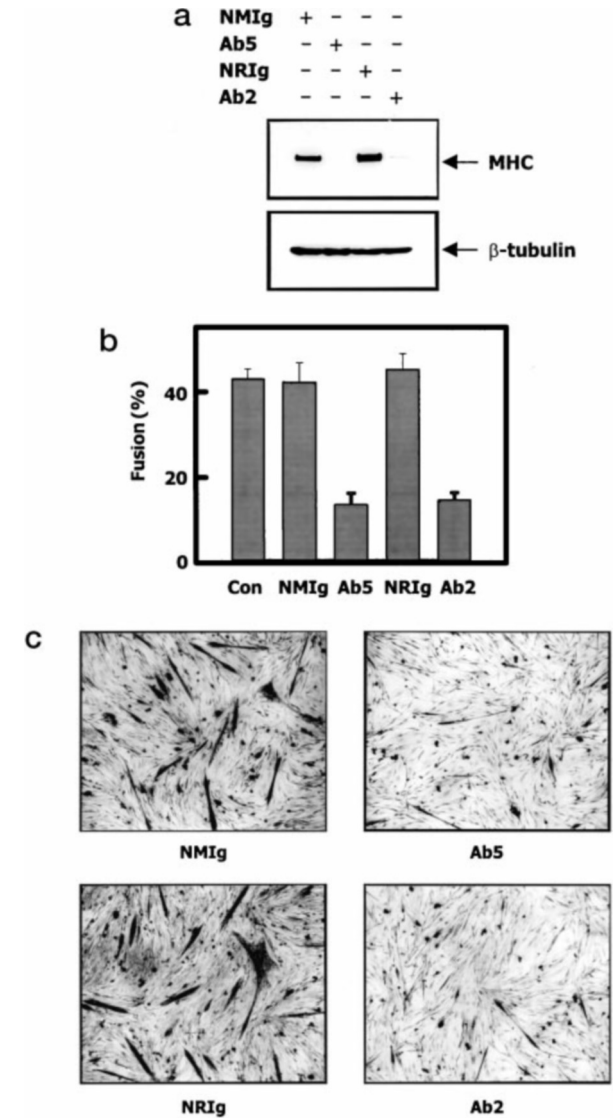 a
NMIg + – – –
Ab5 – + – –
NRIg – – + –
Ab2 – – – +
MHC
β-tubulin
b
Fusion (%)
40
20
0
Con NMIg Ab5 NRIg Ab2
c
NMIg Ab5
NRIg Ab2